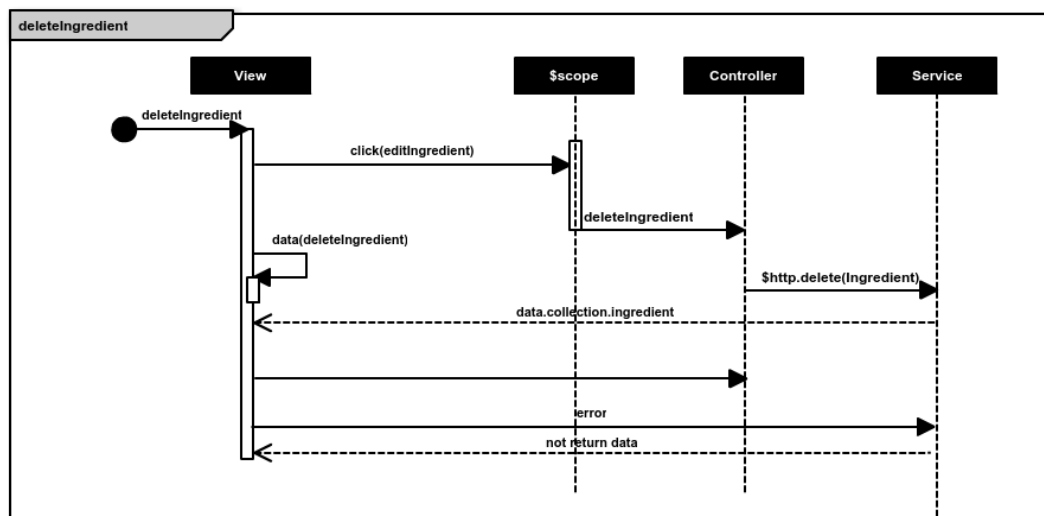 deleteIngredient
View
$scope
Controller
Service
deleteIngredient
click(editIngredient)
deleteIngredient
data(deleteIngredient)
$http.delete(Ingredient)
data.collection.ingredient
error
not return data